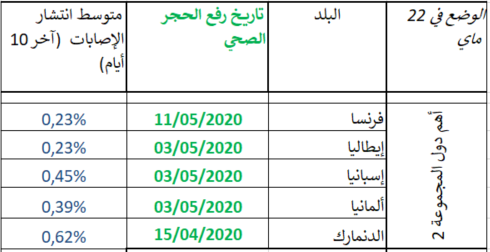 الوضع في 22 ماي
البلد
تاريخ رفع الحجر الصحي
متوسط انتشار الإصابات (آخر 10 أيام)
أهم دول المجموعة 2
فرنسا 11/05/2020 0,23%
إيطاليا 03/05/2020 0,23%
إسبانيا 03/05/2020 0,45%
ألمانيا 03/05/2020 0,39%
الدنمارك 15/04/2020 0,62%